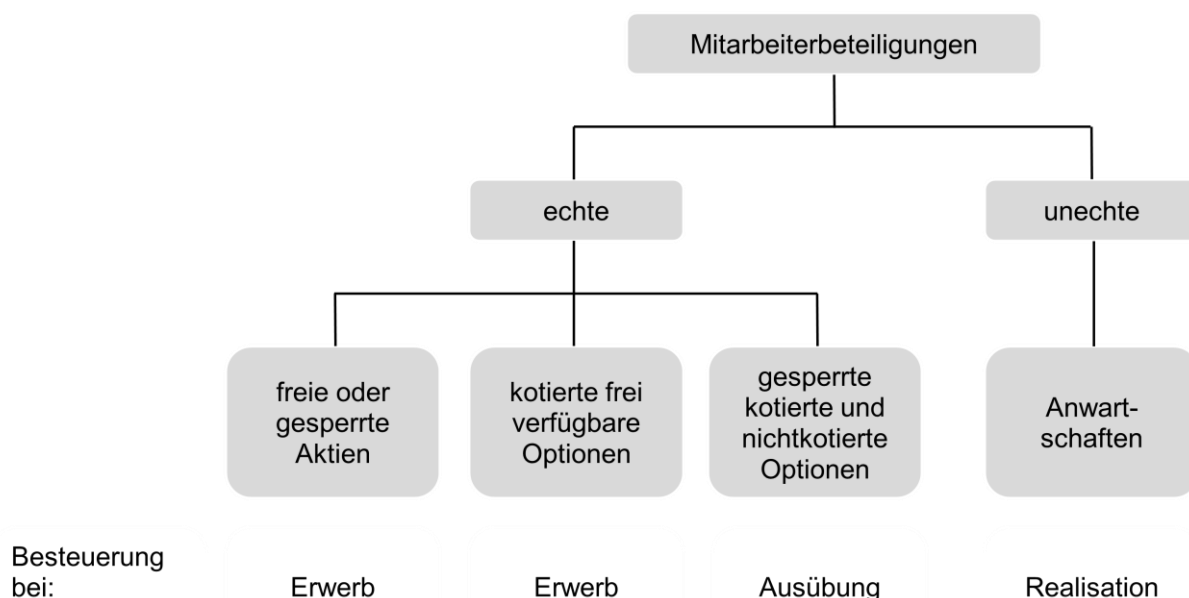 Mitarbeiterbeteiligungen
echte
unechte
freie oder
gesperrte
Aktien
kotierte frei
verfügbare
Optionen
gesperrte
kotierte und
nichtkotierte
Optionen
Anwart-
schaften
Besteuerung
bei:
Erwerb
Erwerb
Ausübung
Realisation